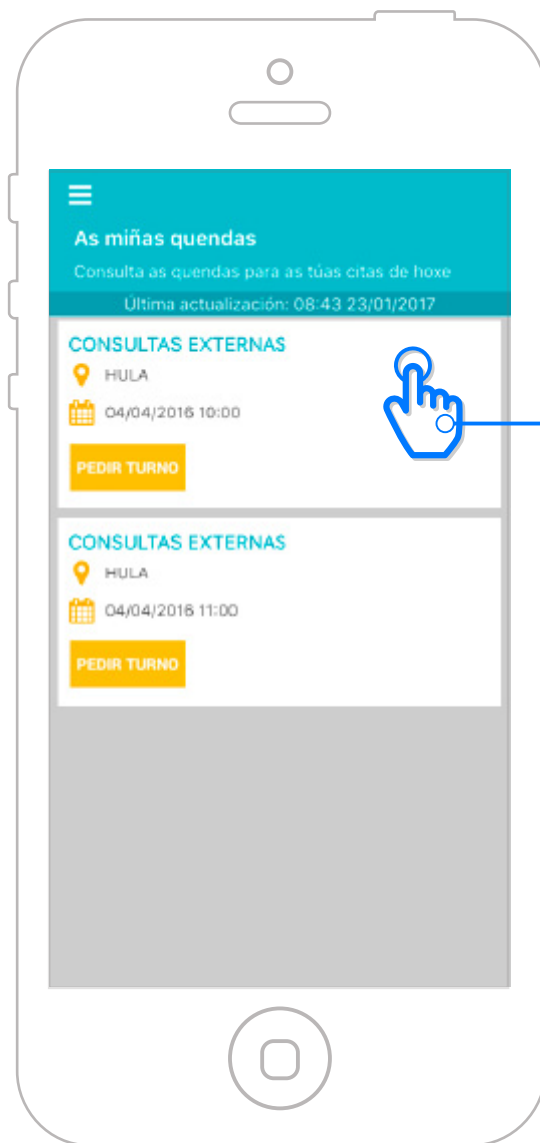 As miñas quendas
Consulta as quendas para as túas citas de hoxe
Última actualización: 08:43 23/01/2017
CONSULTAS EXTERNAS
HULA
04/04/2016 10:00
PEDIR TURNO
CONSULTAS EXTERNAS
HULA
04/04/2016 11:00
PEDIR TURNO